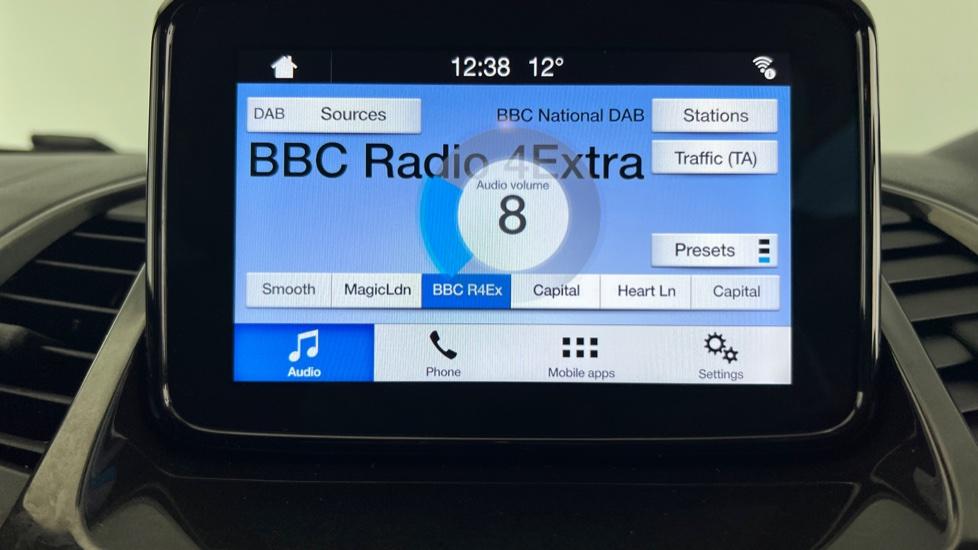 12:38 12°
DAB Sources BBC National DAB Stations
BBC Radio 4Extra Traffic (TA)
Audio volume
8
Presets
Smooth MagicLdn BBC R4Ex Capital Heart Ln Capital
Audio Phone Mobile apps Settings